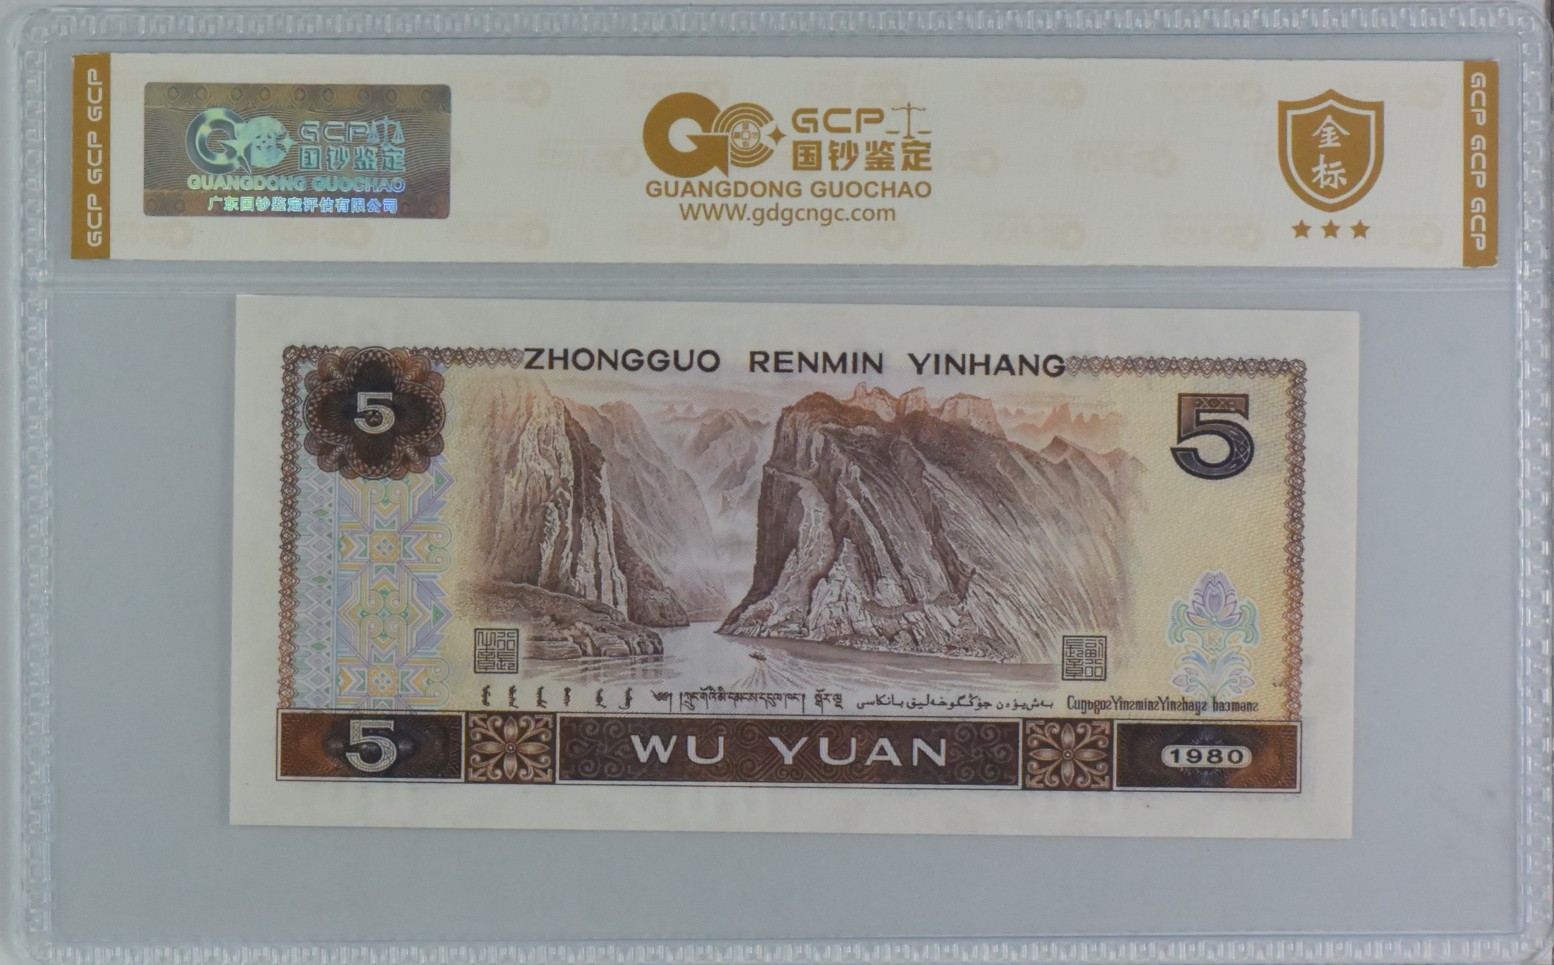 GCP GCP GCP
GCP
国钞鉴定
GUANGDONG GUOCHAO
广东国钞鉴定评估有限公司
GCP
国钞鉴定
GUANGDONG GUOCHAO
WWW.gdgcngc.com
金
标
GCP GCP GCP
ZHONGGUO RENMIN YINHANG
5
5
CuŋƅgozYinzminzYinzhaŋz haɜmənz
5
WU YUAN
1980